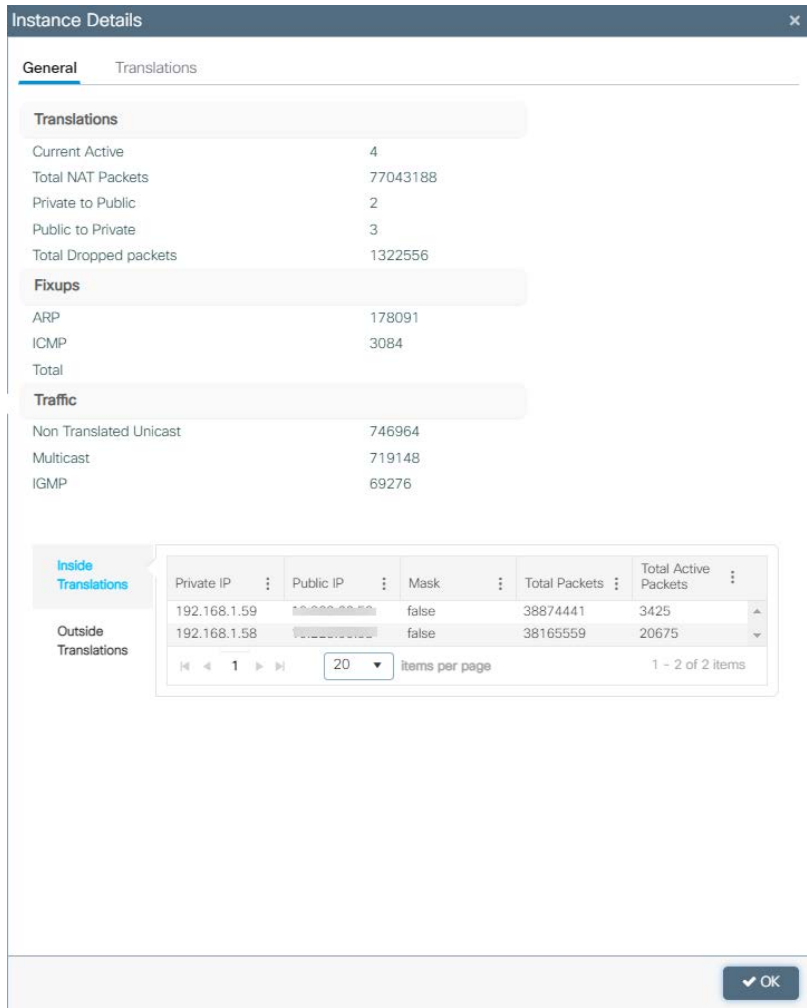 Instance Details
General Translations
Translations
Current Active 4
Total NAT Packets 77043188
Private to Public 2
Public to Private 3
Total Dropped packets 1322556
Fixups
ARP 178091
ICMP 3084
Total
Traffic
Non Translated Unicast 746964
Multicast 719148
IGMP 69276
Inside
Translations
Outside
Translations
Private IP Public IP Mask Total Packets Total Active
Packets
192.168.1.59 false 38874441 3425
192.168.1.58 false 38165559 20675
1 20 items per page 1 - 2 of 2 items
OK